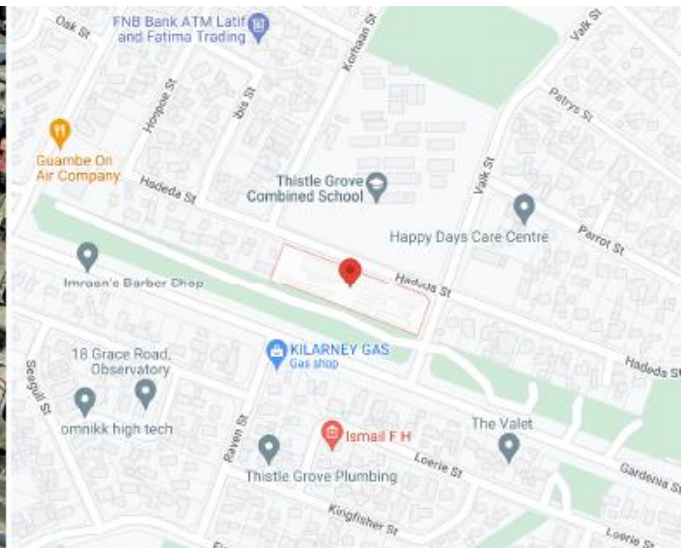 Oak St
FNB Bank ATM Latif
and Fatima Trading
Korhaan St
Valk St
Patrys St
Hoopoe St
Ibis St
Guambe On
Air Company
Hadeda St
Thistle Grove
Combined School
Valk St
Happy Days Care Centre
Parrot St
Imraan's Barber Chop
Hadeda St
Hadeda St
KILARNEY GAS
Gas shop
18 Grace Road,
Observatory
Seagull St
omnikk high tech
Raven St
Ismail F H
The Valet
Loerie St
Gardenia St
Thistle Grove Plumbing
Kingfisher St
Loerie St